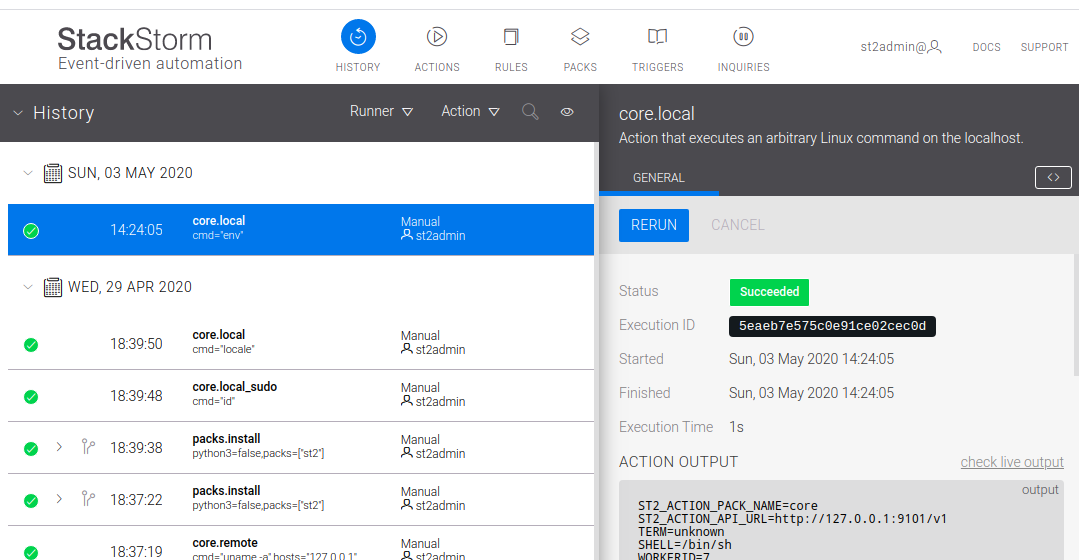 StackStorm
Event-driven automation
HISTORY
ACTIONS
RULES
PACKS
TRIGGERS
INQUIRIES
st2admin@
DOCS
SUPPORT
History
Runner
Action
SUN, 03 MAY 2020
14:24:05
core.local
cmd="env"
Manual
st2admin
WED, 29 APR 2020
18:39:50
core.local
cmd="locale"
Manual
st2admin
18:39:48
core.local_sudo
cmd="id"
Manual
st2admin
18:39:38
packs.install
python3=false,packs=["st2"]
Manual
st2admin
18:37:22
packs.install
python3=false,packs=["st2"]
Manual
st2admin
18:37:19
core.remote
cmd="uname -a",hosts="127.0.0.1"
Manual
st2admin
core.local
Action that executes an arbitrary Linux command on the localhost.
GENERAL
<>
RERUN
CANCEL
Status Succeeded
Execution ID 5eaeb7e575c0e91ce02cec0d
Started Sun, 03 May 2020 14:24:05
Finished Sun, 03 May 2020 14:24:05
Execution Time 1s
ACTION OUTPUT check live output
output
ST2_ACTION_PACK_NAME=core
ST2_ACTION_API_URL=http://127.0.0.1:9101/v1
TERM=unknown
SHELL=/bin/sh
WORKERID=7